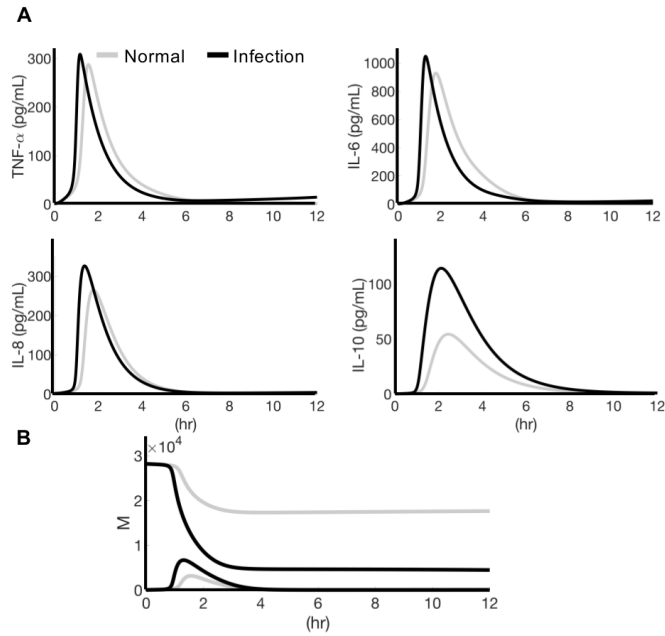 A
Normal Infection
TNF-α (pg/mL)
300
200
100
0
0 2 4 6 8 10 12
IL-6 (pg/mL)
1000
800
600
400
200
0
0 2 4 6 8 10 12
IL-8 (pg/mL)
300
200
100
0
0 2 4 6 8 10 12
(hr)
IL-10 (pg/mL)
100
50
0
0 2 4 6 8 10 12
(hr)
B
×10⁴
M
3
2
1
0
0 2 4 6 8 10 12
(hr)